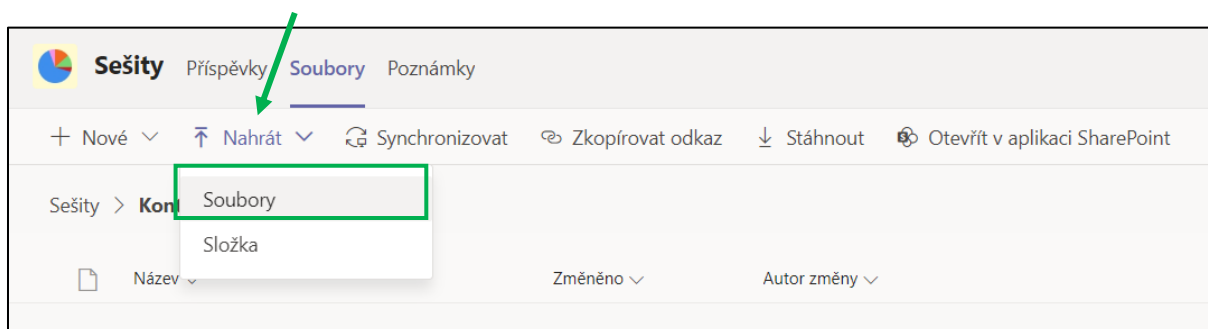 Sešity Příspěvky Soubory Poznámky
Nové Nahrát Synchronizovat Zkopírovat odkaz Stáhnout Otevřít v aplikaci SharePoint
Soubory
Sešity > Kon
Složka
Název Změněno Autor změny